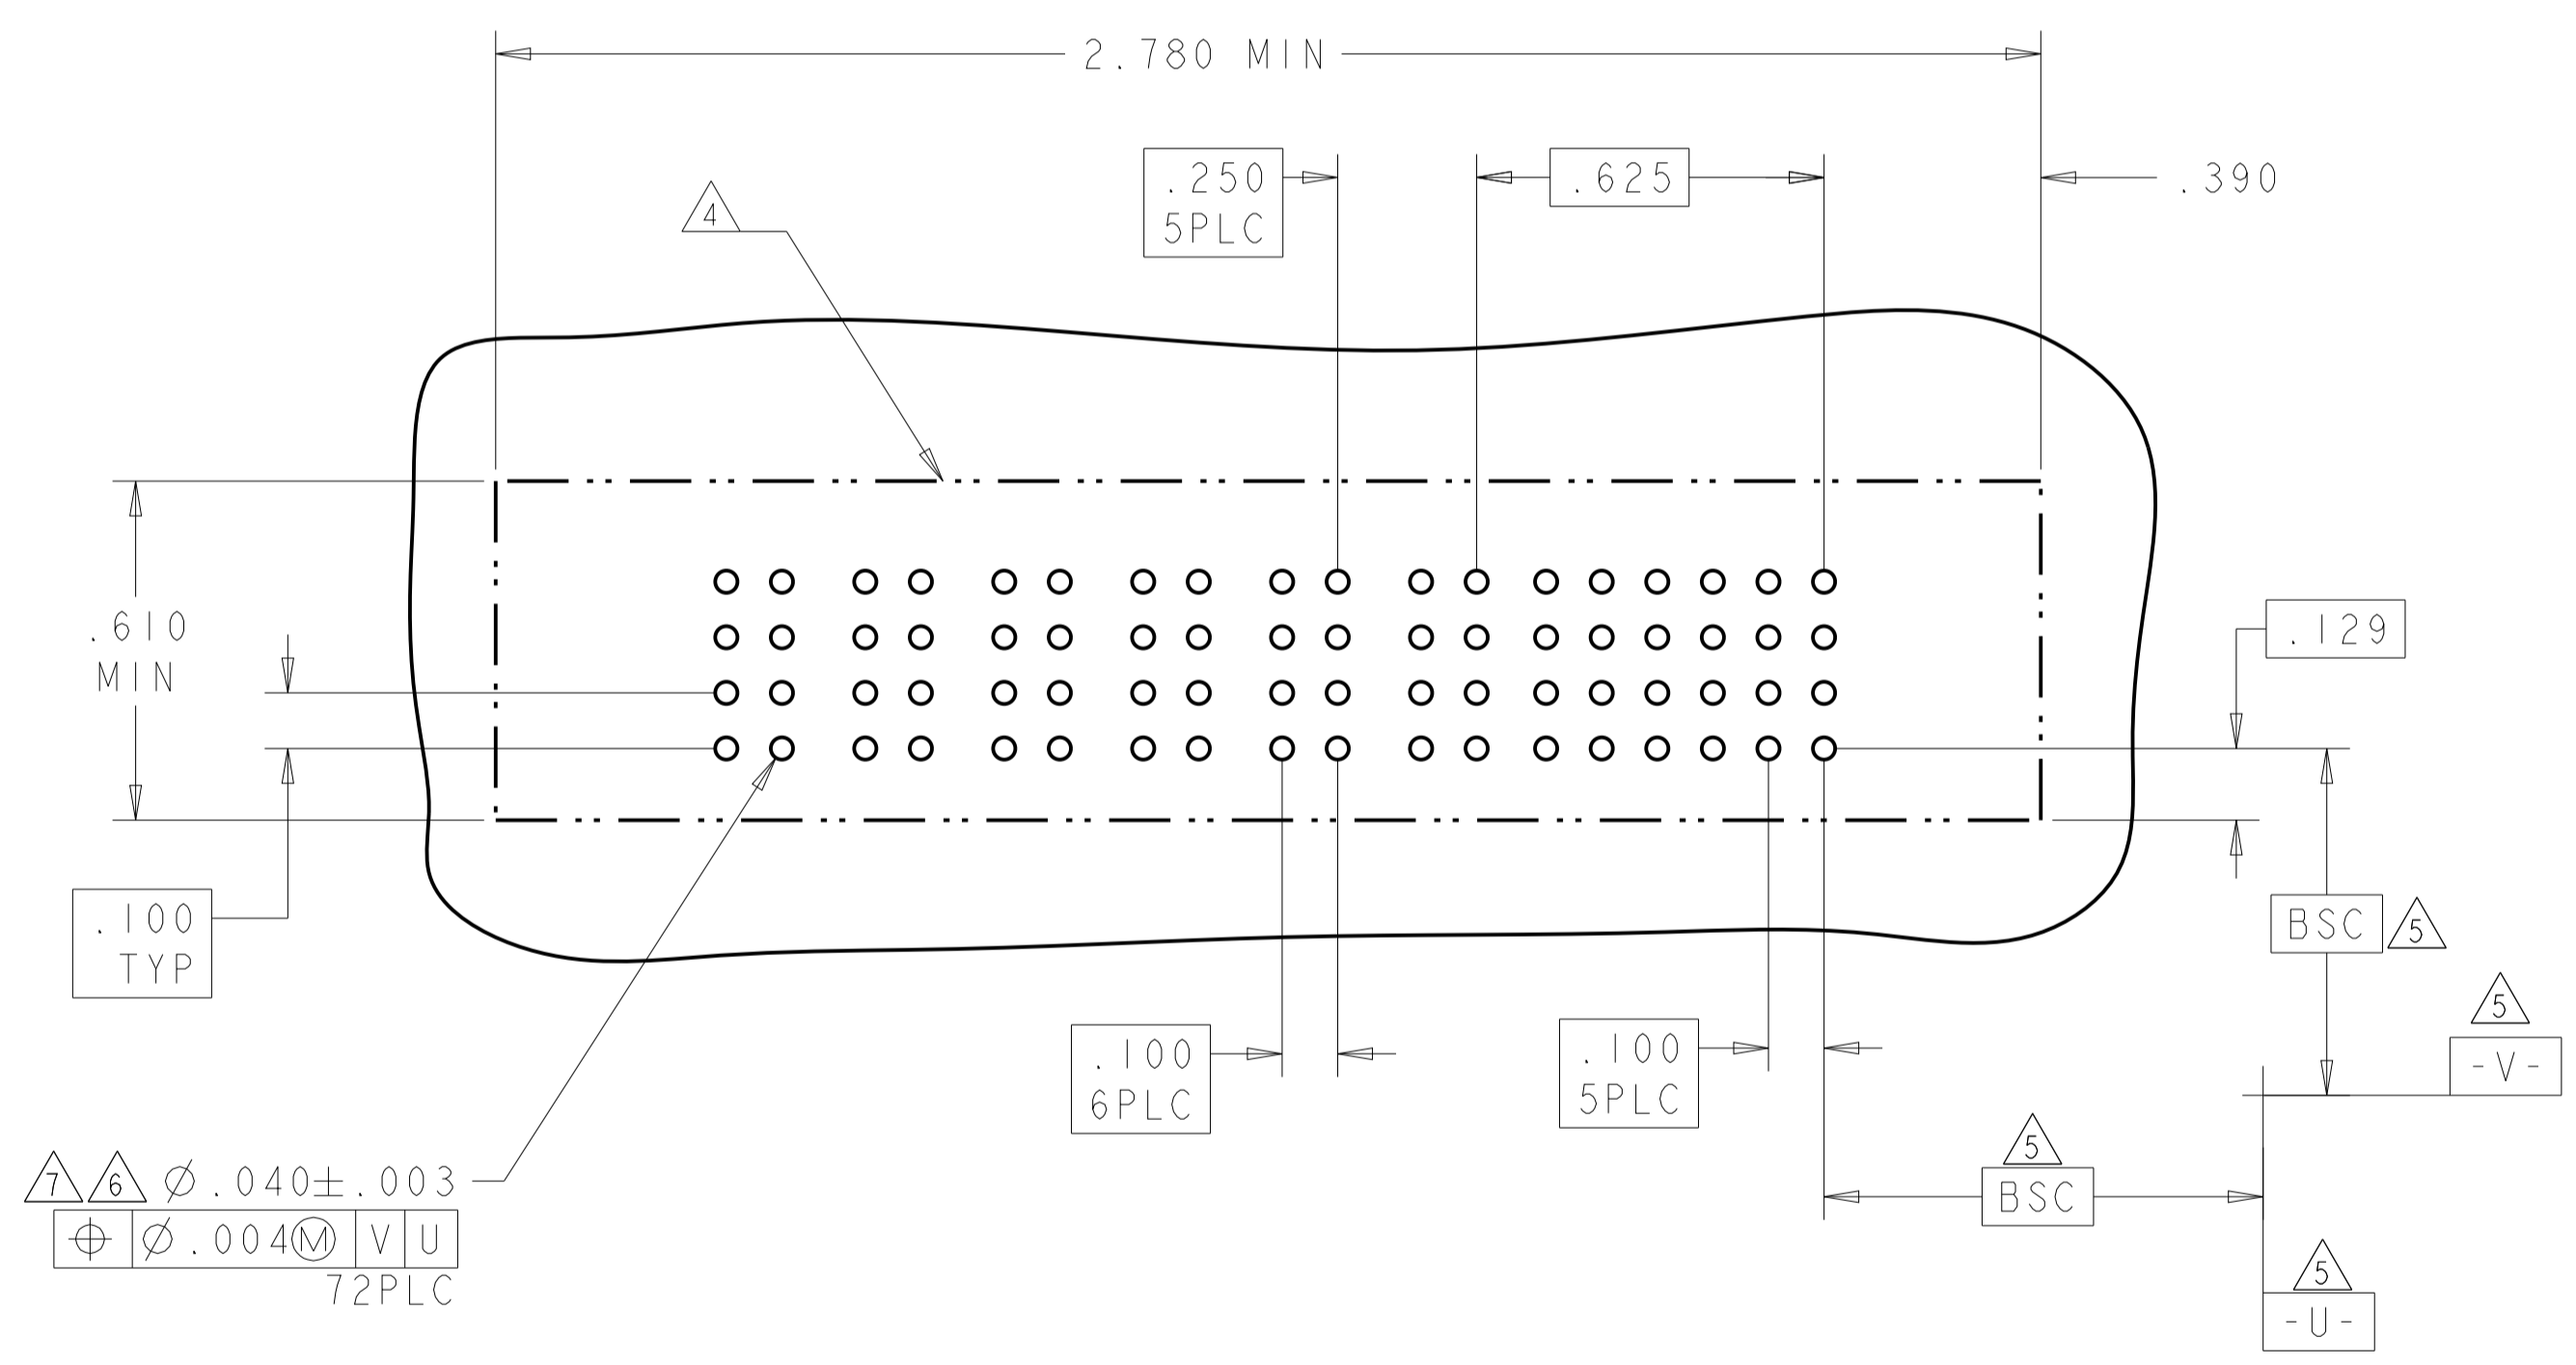 2.780 MIN
.250
5PLC
.625
.390
4
.610
MIN
.129
.100
TYP
BSC
5
5
-V-
.100
6PLC
.100
5PLC
5
BSC
7 6 ⌀.040±.003
⌖ ⌀.004Ⓜ V U
72PLC
5
-U-